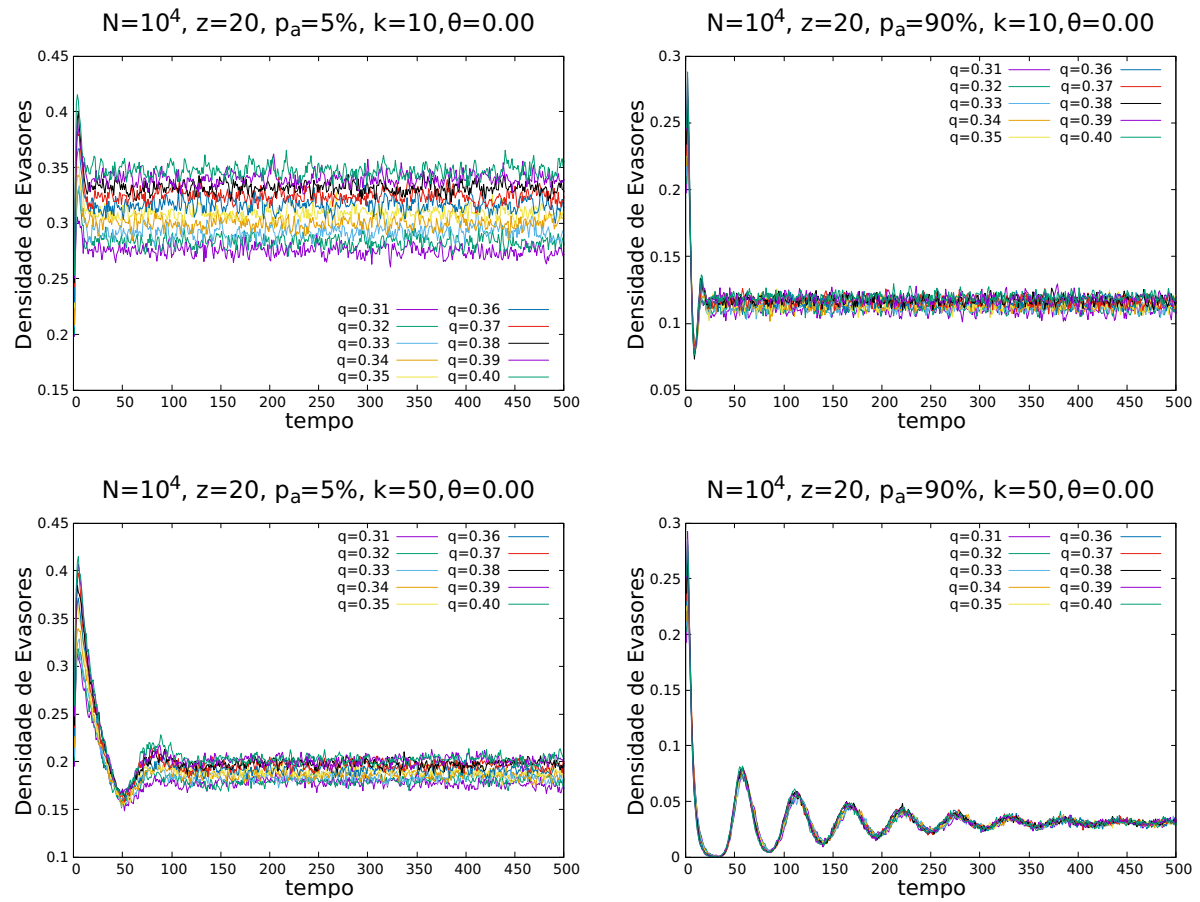 N=10⁴, z=20, pₐ=5%, k=10,θ=0.00
Densidade de Evasores
0.45
0.4
0.35
0.3
0.25
0.2
0.15
q=0.31 q=0.36
q=0.32 q=0.37
q=0.33 q=0.38
q=0.34 q=0.39
q=0.35 q=0.40
0 50 100 150 200 250 300 350 400 450 500
tempo
N=10⁴, z=20, pₐ=90%, k=10,θ=0.00
Densidade de Evasores
0.3
0.25
0.2
0.15
0.1
0.05
q=0.31 q=0.36
q=0.32 q=0.37
q=0.33 q=0.38
q=0.34 q=0.39
q=0.35 q=0.40
0 50 100 150 200 250 300 350 400 450 500
tempo
N=10⁴, z=20, pₐ=5%, k=50,θ=0.00
Densidade de Evasores
0.45
0.4
0.35
0.3
0.25
0.2
0.15
0.1
q=0.31 q=0.36
q=0.32 q=0.37
q=0.33 q=0.38
q=0.34 q=0.39
q=0.35 q=0.40
0 50 100 150 200 250 300 350 400 450 500
tempo
N=10⁴, z=20, pₐ=90%, k=50,θ=0.00
Densidade de Evasores
0.3
0.25
0.2
0.15
0.1
0.05
0
q=0.31 q=0.36
q=0.32 q=0.37
q=0.33 q=0.38
q=0.34 q=0.39
q=0.35 q=0.40
0 50 100 150 200 250 300 350 400 450 500
tempo